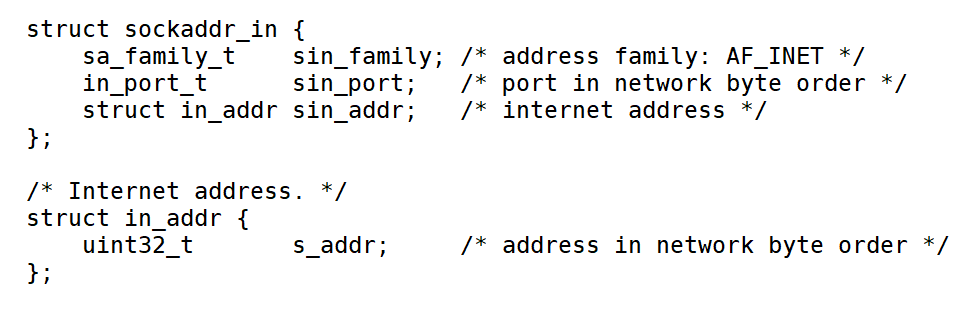 struct sockaddr_in {
    sa_family_t    sin_family; /* address family: AF_INET */
    in_port_t      sin_port;   /* port in network byte order */
    struct in_addr sin_addr;   /* internet address */
};

/* Internet address. */
struct in_addr {
    uint32_t       s_addr;     /* address in network byte order */
};